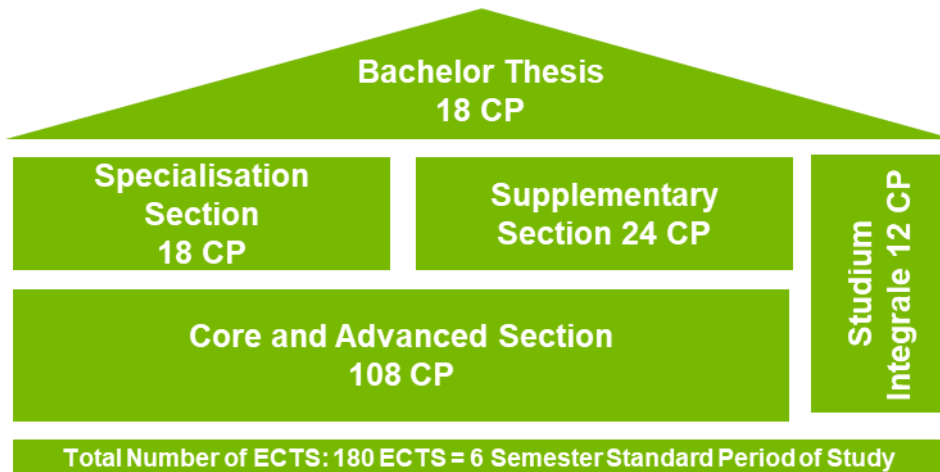 Bachelor Thesis
18 CP
Specialisation
Section
18 CP
Supplementary
Section 24 CP
Studium
Integrale 12 CP
Core and Advanced Section
108 CP
Total Number of ECTS: 180 ECTS = 6 Semester Standard Period of Study